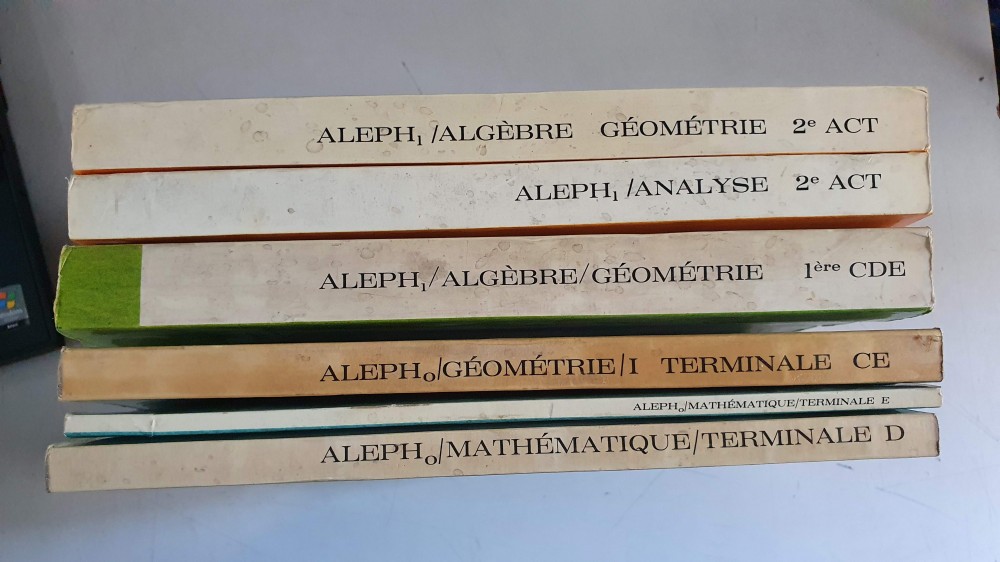 ALEPH₁ /ALGÈBRE GÉOMÉTRIE 2ᵉ ACT
ALEPH₁ /ANALYSE 2ᵉ ACT
ALEPH₁/ALGÈBRE/GÉOMÉTRIE 1ère CDE
ALEPH₀/GÉOMÉTRIE/I TERMINALE CE
ALEPH₀/MATHÉMATIQUE/TERMINALE E
ALEPH₀/MATHÉMATIQUE/TERMINALE D